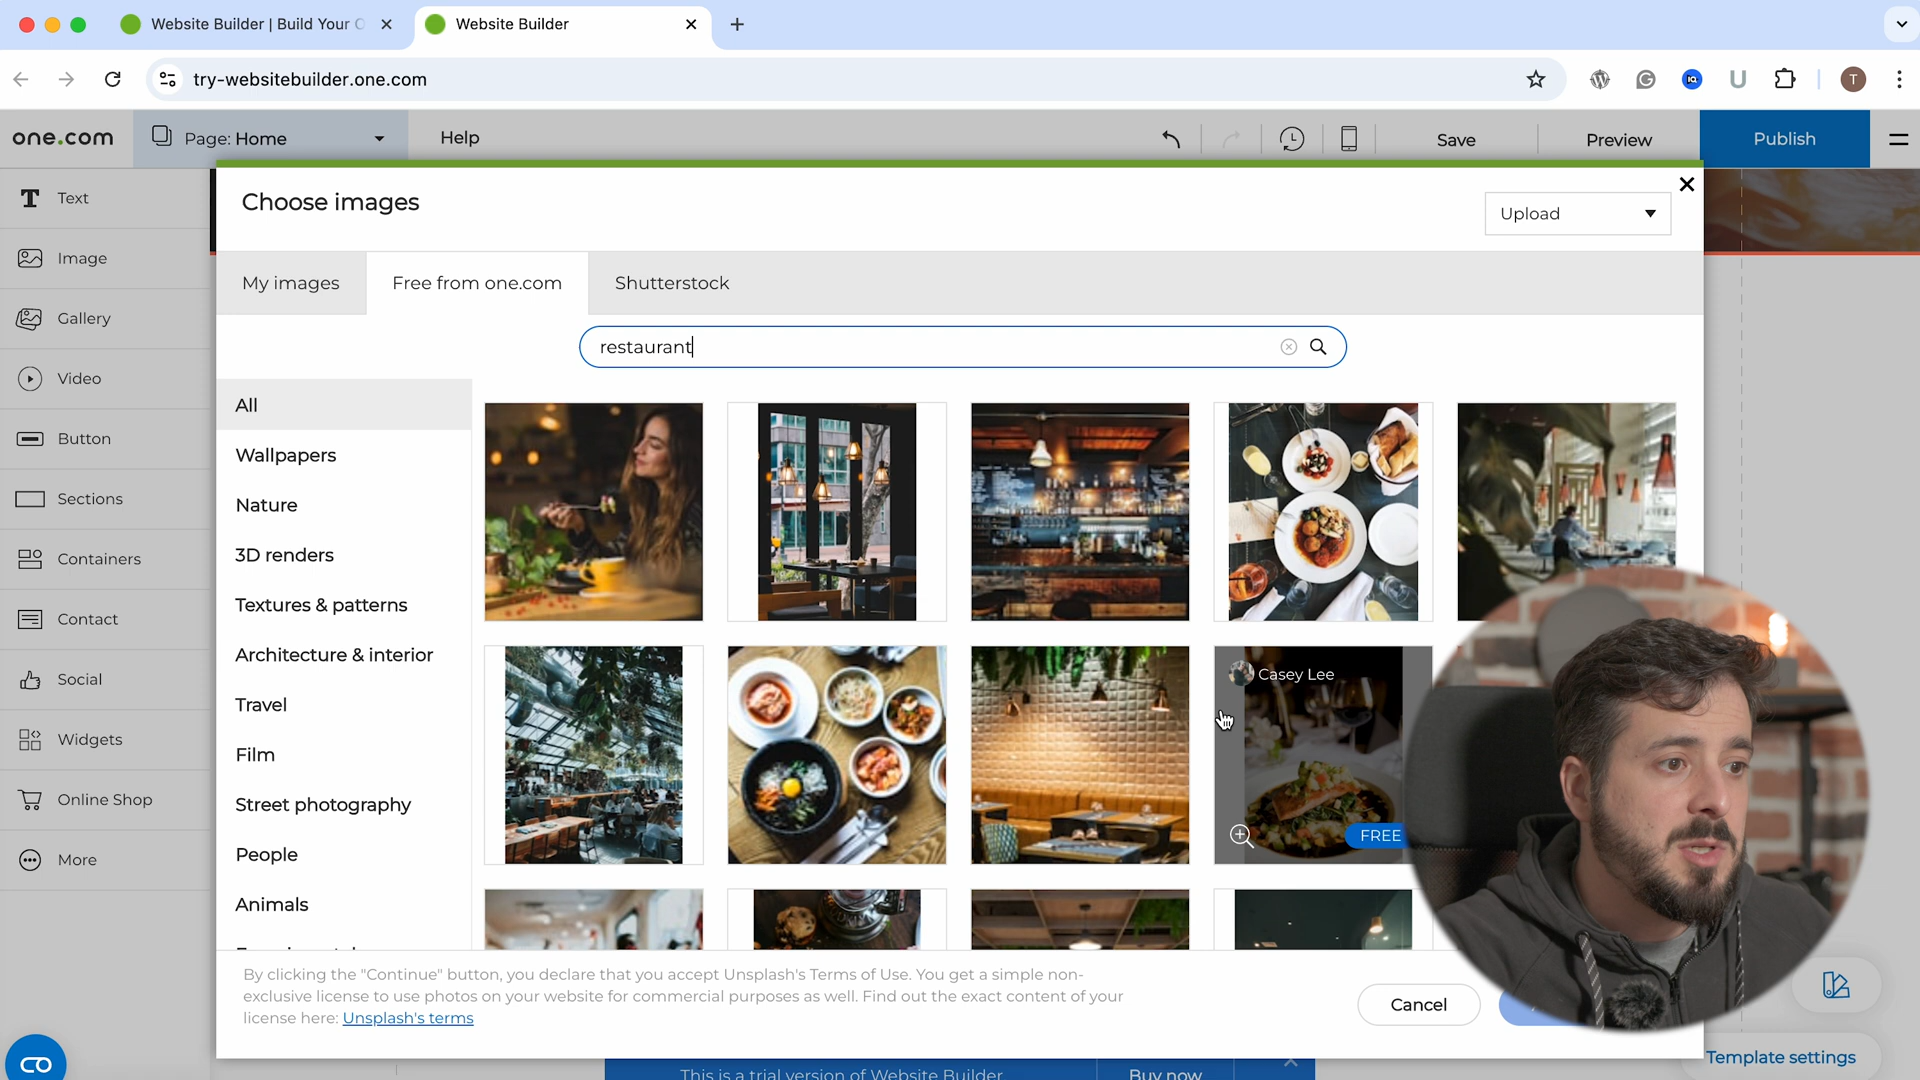 Website Builder | Build Your O
Website Builder
try-websitebuilder.one.com
T
one.com
Page: Home
Help
Save
Preview
Publish
Text
Image
Gallery
Video
Button
Sections
Containers
Contact
Social
Widgets
Online Shop
More
Choose images
Upload
My images
Free from one.com
Shutterstock
restaurant
All
Wallpapers
Nature
3D renders
Textures & patterns
Architecture & interior
Travel
Film
Street photography
People
Animals
Casey Lee
FREE
By clicking the "Continue" button, you declare that you accept Unsplash's Terms of Use. You get a simple non-
exclusive license to use photos on your website for commercial purposes as well. Find out the exact content of your
license here: Unsplash's terms
Cancel
Template settings
This is a trial version of Website Builder.
Buy now